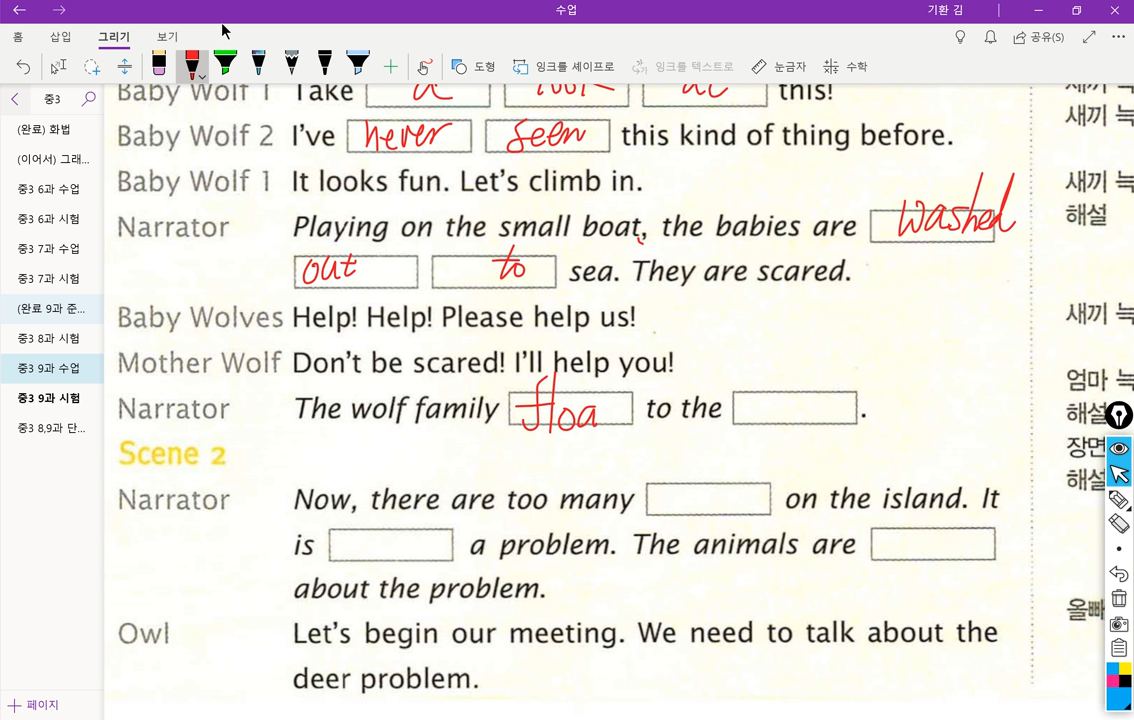 수업
기환 김
홈 삽입 그리기 보기
공유(S)
도형 잉크를 셰이프로 잉크를 텍스트로 눈금자 수학
중3
(완료) 화법
(이어서) 그래...
중3 6과 수업
중3 6과 시험
중3 7과 수업
중3 7과 시험
(완료 9과 준...
중3 8과 시험
중3 9과 수업
중3 9과 시험
중3 8,9과 단...
페이지
Baby Wolf 1 Take a look at this!
Baby Wolf 2 I've never seen this kind of thing before.
Baby Wolf 1 It looks fun. Let's climb in.
Narrator Playing on the small boat, the babies are washed
out to sea. They are scared.
Baby Wolves Help! Help! Please help us!
Mother Wolf Don't be scared! I'll help you!
Narrator The wolf family floa to the .
Scene 2
Narrator Now, there are too many on the island. It
is a problem. The animals are
about the problem.
Owl Let's begin our meeting. We need to talk about the
deer problem.
새끼 늑
새끼 늑
새끼 늑
해설
새끼 늑
엄마 늑
해설
장면
해설
올빼